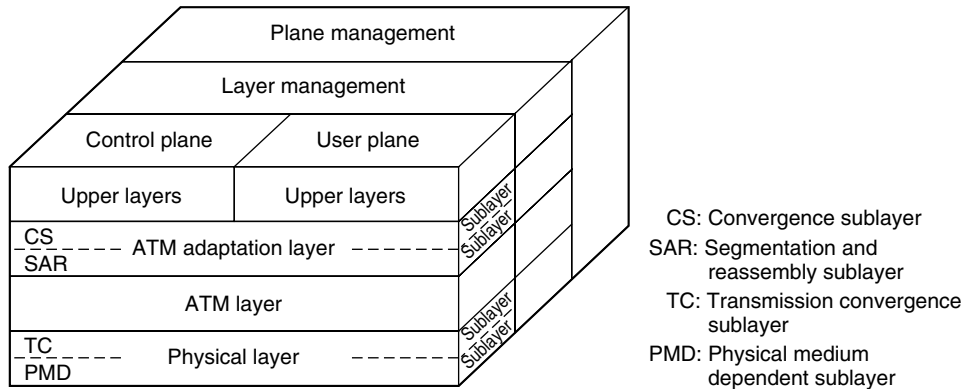 Plane management
Layer management
Control plane
User plane
Upper layers
Upper layers
Sublayer
Sublayer
CS
ATM adaptation layer
SAR
ATM layer
Sublayer
Sublayer
TC
Physical layer
PMD
CS: Convergence sublayer
SAR: Segmentation and
reassembly sublayer
TC: Transmission convergence
sublayer
PMD: Physical medium
dependent sublayer